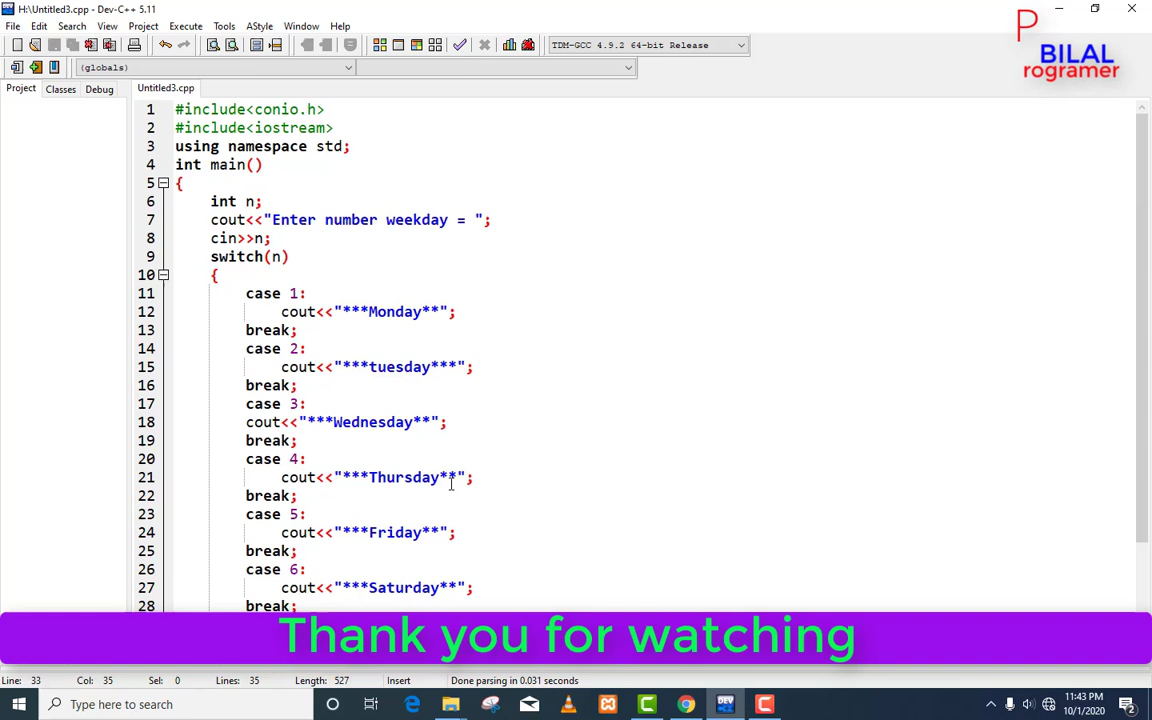 H:\Untitled3.cpp - Dev-C++ 5.11
File Edit Search View Project Execute Tools AStyle Window Help
TDM-GCC 4.9.2 64-bit Release
(globals)
P
BILAL
rogramer
Project Classes Debug
Untitled3.cpp
1 #include<conio.h>
2 #include<iostream>
3 using namespace std;
4 int main()
5 {
6 int n;
7 cout<<"Enter number weekday = ";
8 cin>>n;
9 switch(n)
10 {
11 case 1:
12 cout<<"***Monday**";
13 break;
14 case 2:
15 cout<<"***tuesday***";
16 break;
17 case 3:
18 cout<<"***Wednesday**";
19 break;
20 case 4:
21 cout<<"***Thursday**";
22 break;
23 case 5:
24 cout<<"***Friday**";
25 break;
26 case 6:
27 cout<<"***Saturday**";
28 break;
Thank you for watching
Line: 33 Col: 35 Sel: 0 Lines: 35 Length: 527 Insert Done parsing in 0.031 seconds
Type here to search
11:43 PM
10/1/2020
2